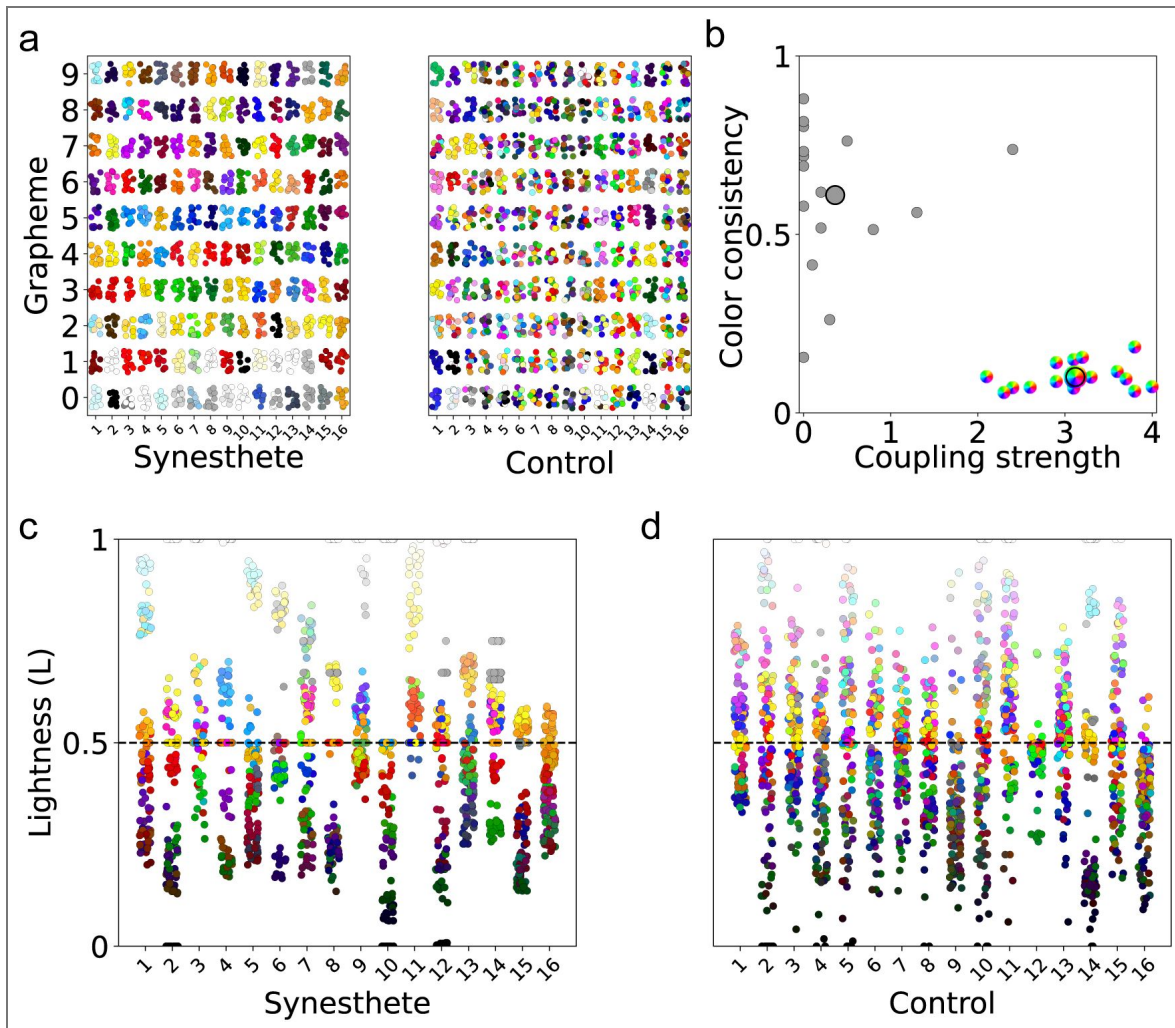 a
9
8
7
6
5
4
3
2
1
0
Grapheme
1 2 3 4 5 6 7 8 9 10 11 12 13 14 15 16
Synesthete
1 2 3 4 5 6 7 8 9 10 11 12 13 14 15 16
Control
b
1
0.5
0
Color consistency
0 1 2 3 4
Coupling strength
c
1
0.5
0
Lightness (L)
1 2 3 4 5 6 7 8 9 10 11 12 13 14 15 16
Synesthete
d
1 2 3 4 5 6 7 8 9 10 11 12 13 14 15 16
Control